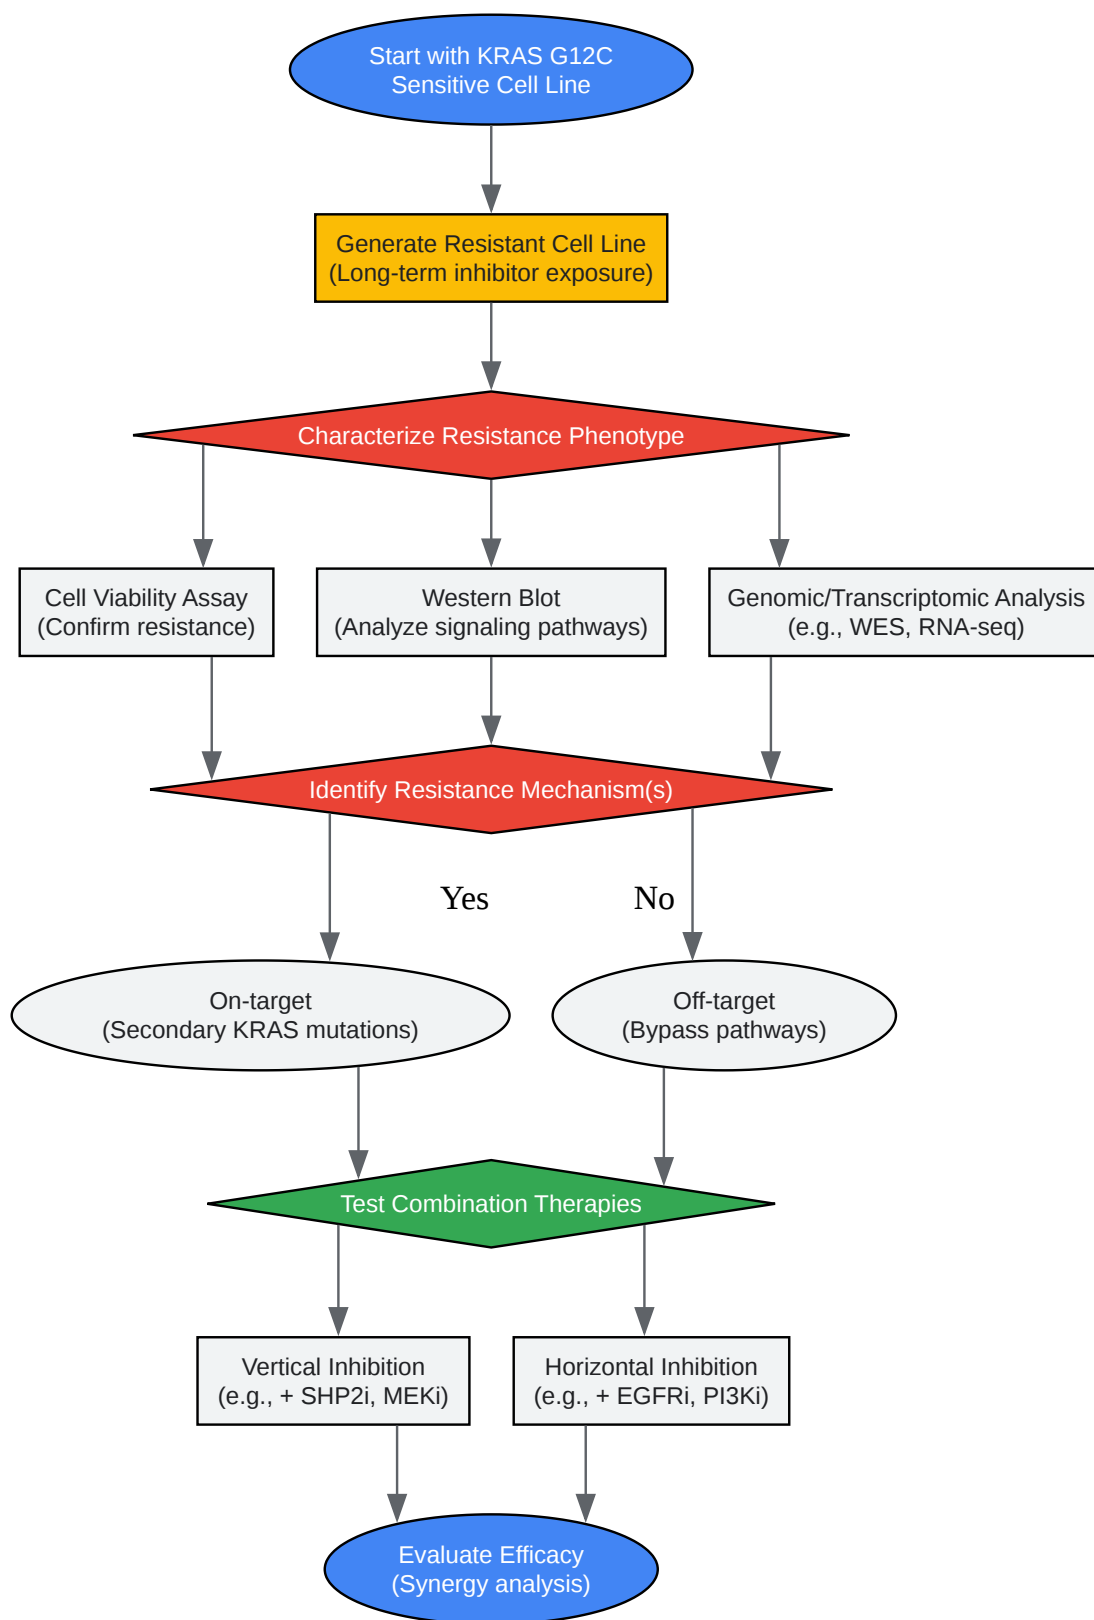 Start with KRAS G12C
Sensitive Cell Line
Generate Resistant Cell Line
(Long-term inhibitor exposure)
Characterize Resistance Phenotype
Cell Viability Assay
(Confirm resistance)
Western Blot
(Analyze signaling pathways)
Genomic/Transcriptomic Analysis
(e.g., WES, RNA-seq)
Identify Resistance Mechanism(s)
Yes
No
On-target
(Secondary KRAS mutations)
Off-target
(Bypass pathways)
Test Combination Therapies
Vertical Inhibition
(e.g., + SHP2i, MEKi)
Horizontal Inhibition
(e.g., + EGFRi, PI3Ki)
Evaluate Efficacy
(Synergy analysis)